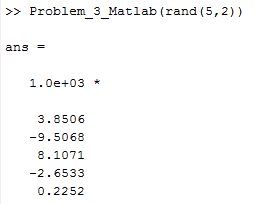 >> Problem_3_Matlab(rand(5,2))
ans =
1.0e+03 *
3.8506
-9.5068
8.1071
-2.6533
0.2252